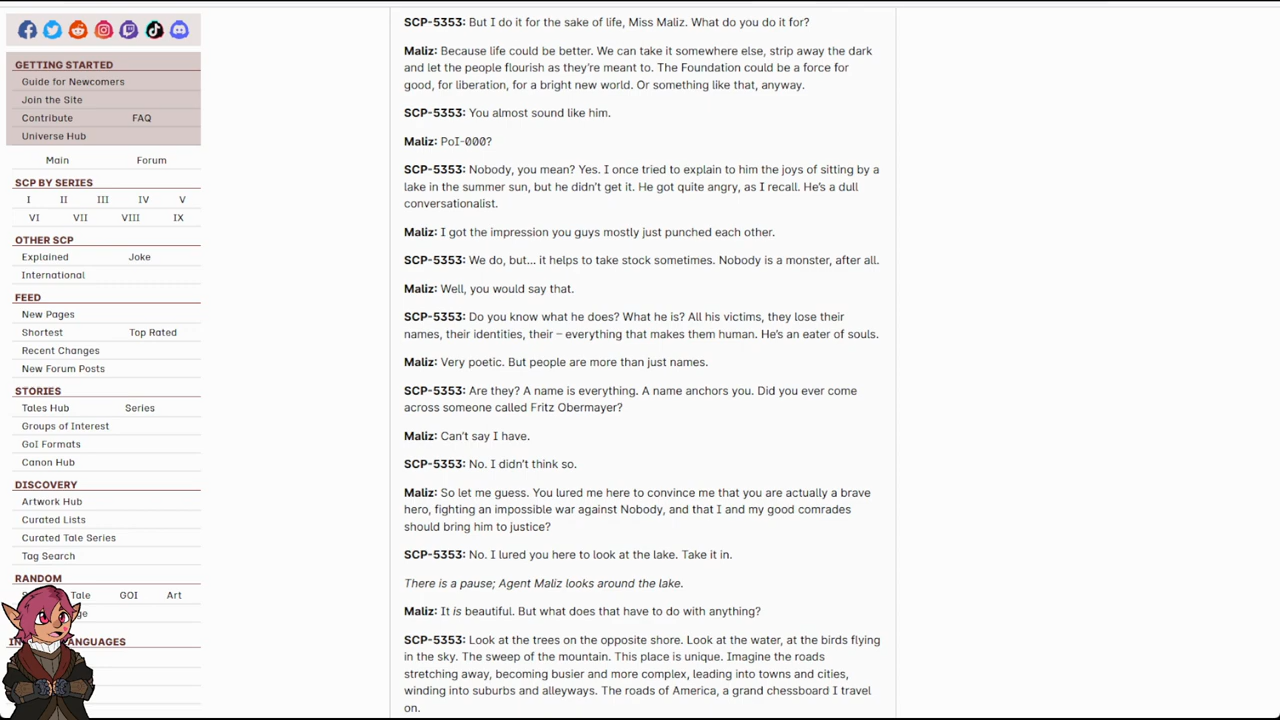 GETTING STARTED
Guide for Newcomers
Join the Site
Contribute FAQ
Universe Hub
Main Forum
SCP BY SERIES
I II III IV V
VI VII VIII IX
OTHER SCP
Explained Joke
International
FEED
New Pages
Shortest Top Rated
Recent Changes
New Forum Posts
STORIES
Tales Hub Series
Groups of Interest
GoI Formats
Canon Hub
DISCOVERY
Artwork Hub
Curated Lists
Curated Tale Series
Tag Search
RANDOM
Tale GOI Art
LANGUAGES
SCP-5353: But I do it for the sake of life, Miss Maliz. What do you do it for?
Maliz: Because life could be better. We can take it somewhere else, strip away the dark
and let the people flourish as they're meant to. The Foundation could be a force for
good, for liberation, for a bright new world. Or something like that, anyway.
SCP-5353: You almost sound like him.
Maliz: PoI-000?
SCP-5353: Nobody, you mean? Yes. I once tried to explain to him the joys of sitting by a
lake in the summer sun, but he didn't get it. He got quite angry, as I recall. He's a dull
conversationalist.
Maliz: I got the impression you guys mostly just punched each other.
SCP-5353: We do, but... it helps to take stock sometimes. Nobody is a monster, after all.
Maliz: Well, you would say that.
SCP-5353: Do you know what he does? What he is? All his victims, they lose their
names, their identities, their – everything that makes them human. He's an eater of souls.
Maliz: Very poetic. But people are more than just names.
SCP-5353: Are they? A name is everything. A name anchors you. Did you ever come
across someone called Fritz Obermayer?
Maliz: Can't say I have.
SCP-5353: No. I didn't think so.
Maliz: So let me guess. You lured me here to convince me that you are actually a brave
hero, fighting an impossible war against Nobody, and that I and my good comrades
should bring him to justice?
SCP-5353: No. I lured you here to look at the lake. Take it in.
There is a pause; Agent Maliz looks around the lake.
Maliz: It is beautiful. But what does that have to do with anything?
SCP-5353: Look at the trees on the opposite shore. Look at the water, at the birds flying
in the sky. The sweep of the mountain. This place is unique. Imagine the roads
stretching away, becoming busier and more complex, leading into towns and cities,
winding into suburbs and alleyways. The roads of America, a grand chessboard I travel
on.